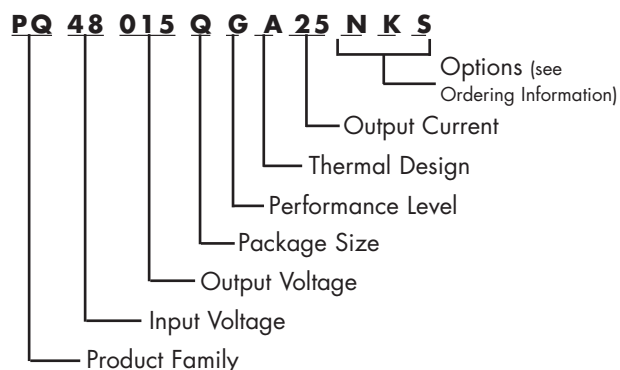 PQ 48 015 Q G A 25 N K S
Options (see
Ordering Information)
Output Current
Thermal Design
Performance Level
Package Size
Output Voltage
Input Voltage
Product Family